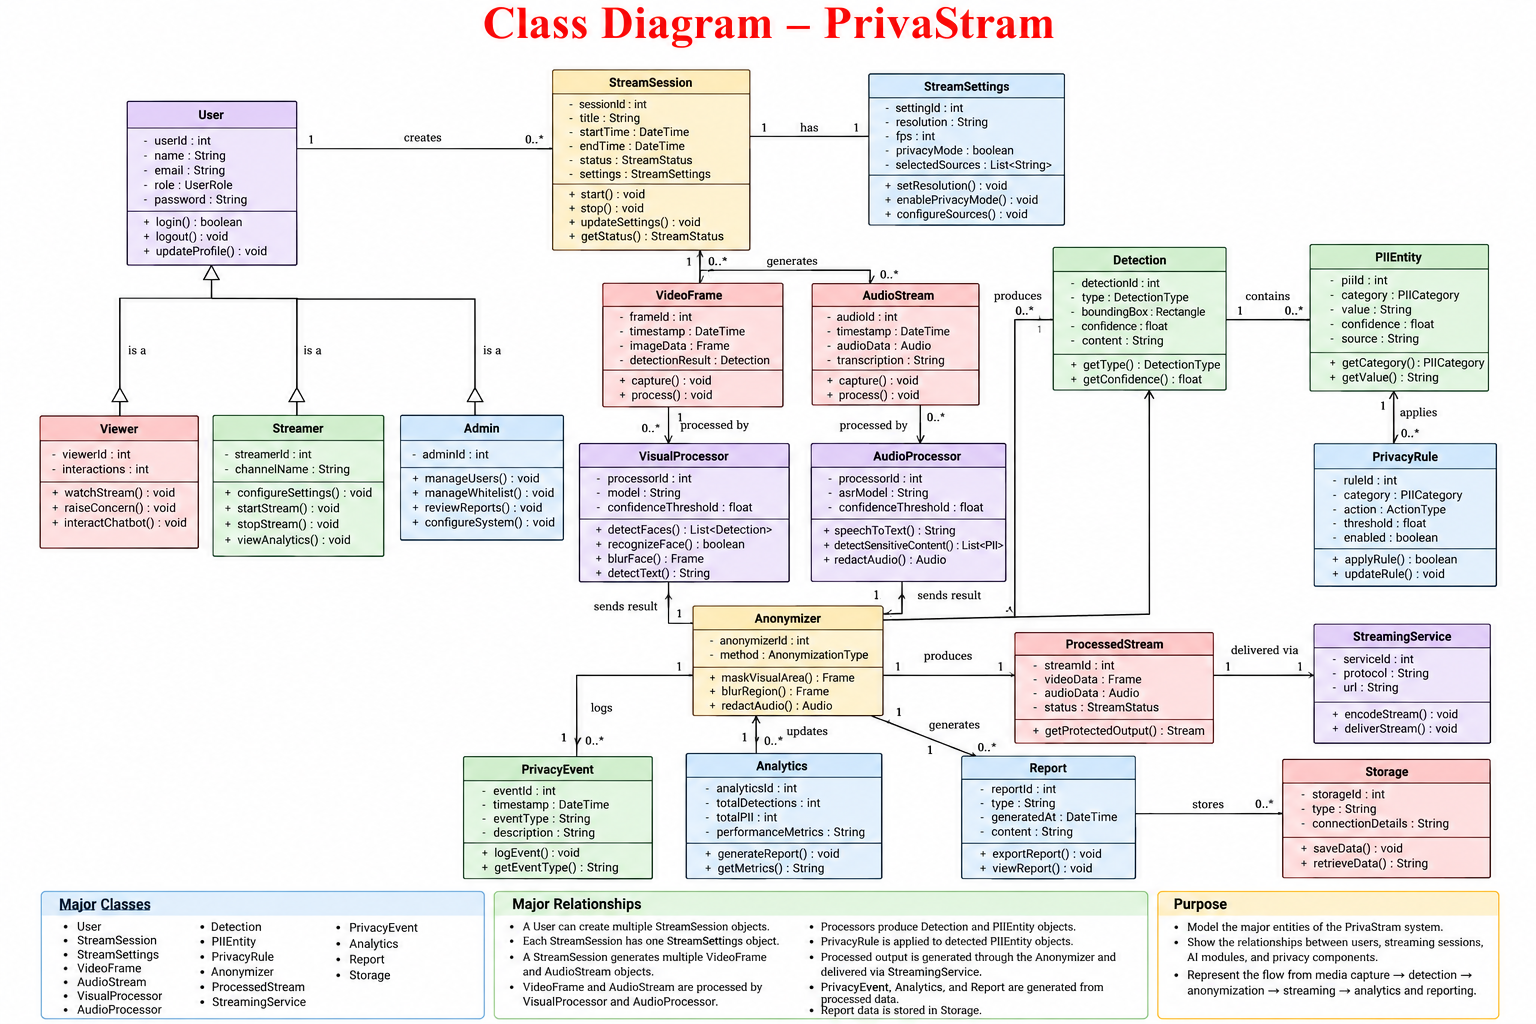 Class Diagram – PrivaStram
User
- userId : int
- name : String
- email : String
- role : UserRole
- password : String
+ login() : boolean
+ logout() : void
+ updateProfile() : void
1
creates
0..*
StreamSession
- sessionId : int
- title : String
- startTime : DateTime
- endTime : DateTime
- status : StreamStatus
- settings : StreamSettings
+ start() : void
+ stop() : void
+ updateSettings() : void
+ getStatus() : StreamStatus
1
has
1
StreamSettings
- settingId : int
- resolution : String
- fps : int
- privacyMode : boolean
- selectedSources : List<String>
+ setResolution() : void
+ enablePrivacyMode() : void
+ configureSources() : void
is a
is a
is a
Viewer
- viewerId : int
- interactions : int
+ watchStream() : void
+ raiseConcern() : void
+ interactChatbot() : void
Streamer
- streamerId : int
- channelName : String
+ configureSettings() : void
+ startStream() : void
+ stopStream() : void
+ viewAnalytics() : void
Admin
- adminId : int
+ manageUsers() : void
+ manageWhitelist() : void
+ reviewReports() : void
+ configureSystem() : void
1
0..*
generates
0..*
VideoFrame
- frameId : int
- timestamp : DateTime
- imageData : Frame
- detectionResult : Detection
+ capture() : void
+ process() : void
AudioStream
- audioId : int
- timestamp : DateTime
- audioData : Audio
- transcription : String
+ capture() : void
+ process() : void
produces
0..*
1
Detection
- detectionId : int
- type : DetectionType
- boundingBox : Rectangle
- confidence : float
- content : String
+ getType() : DetectionType
+ getConfidence() : float
contains
1
0..*
PIIEntity
- piiId : int
- category : PIICategory
- value : String
- confidence : float
- source : String
+ getCategory() : PIICategory
+ getValue() : String
1
applies
0..*
PrivacyRule
- ruleId : int
- category : PIICategory
- action : ActionType
- threshold : float
- enabled : boolean
+ applyRule() : boolean
+ updateRule() : void
1
0..*
processed by
0..*
processed by
VisualProcessor
- processorId : int
- model : String
- confidenceThreshold : float
+ detectFaces() : List<Detection>
+ recognizeFace() : boolean
+ blurFace() : Frame
+ detectText() : String
AudioProcessor
- processorId : int
- asrModel : String
- confidenceThreshold : float
+ speechToText() : String
+ detectSensitiveContent() : List<PII>
+ redactAudio() : Audio
sends result
1
1
sends result
Anonymizer
- anonymizerId : int
- method : AnonymizationType
+ maskVisualArea() : Frame
+ blurRegion() : Frame
+ redactAudio() : Audio
produces
1
1
ProcessedStream
- streamId : int
- videoData : Frame
- audioData : Audio
- status : StreamStatus
+ getProtectedOutput() : Stream
delivered via
1
1
StreamingService
- serviceId : int
- protocol : String
- url : String
+ encodeStream() : void
+ deliverStream() : void
1
logs
1
0..*
updates
1
0..*
1
generates
1
0..*
PrivacyEvent
- eventId : int
- timestamp : DateTime
- eventType : String
- description : String
+ logEvent() : void
+ getEventType() : String
Analytics
- analyticsId : int
- totalDetections : int
- totalPII : int
- performanceMetrics : String
+ generateReport() : void
+ getMetrics() : String
Report
- reportId : int
- type : String
- generatedAt : DateTime
- content : String
+ exportReport() : void
+ viewReport() : void
stores
0..*
Storage
- storageId : int
- type : String
- connectionDetails : String
+ saveData() : void
+ retrieveData() : String
Major Classes
• User
• StreamSession
• StreamSettings
• VideoFrame
• AudioStream
• VisualProcessor
• AudioProcessor
• Detection
• PIIEntity
• PrivacyRule
• Anonymizer
• ProcessedStream
• StreamingService
• PrivacyEvent
• Analytics
• Report
• Storage
Major Relationships
• A User can create multiple StreamSession objects.
• Each StreamSession has one StreamSettings object.
• A StreamSession generates multiple VideoFrame
and AudioStream objects.
• VideoFrame and AudioStream are processed by
VisualProcessor and AudioProcessor.
• Processors produce Detection and PIIEntity objects.
• PrivacyRule is applied to detected PIIEntity objects.
• Processed output is generated through the Anonymizer and
delivered via StreamingService.
• PrivacyEvent, Analytics, and Report are generated from
processed data.
• Report data is stored in Storage.
Purpose
• Model the major entities of the PrivaStram system.
• Show the relationships between users, streaming sessions,
AI modules, and privacy components.
• Represent the flow from media capture → detection →
anonymization → streaming → analytics and reporting.